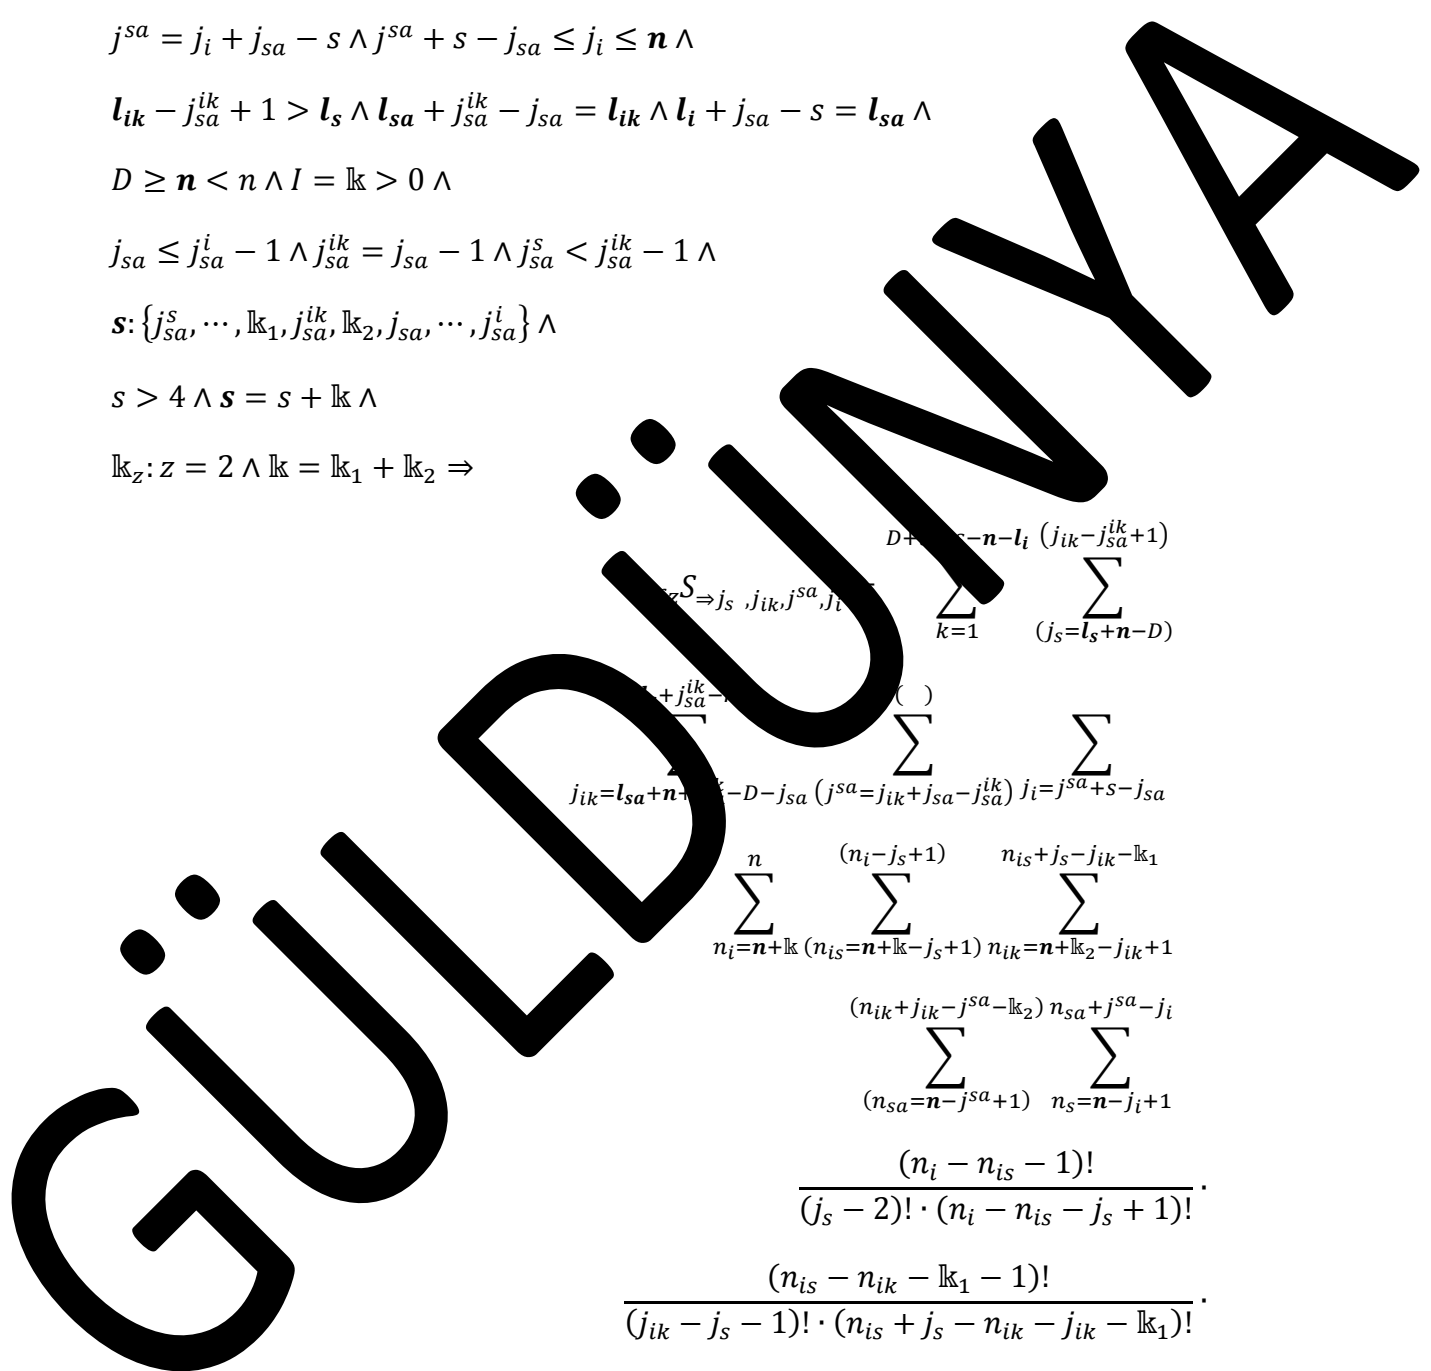 j^{sa} = j_i + j_{sa} − s ∧ j^{sa} + s − j_{sa} ≤ j_i ≤ 𝒏 ∧
𝒍_{𝒊𝒌} − j_{sa}^{ik} + 1 > 𝒍_𝒔 ∧ 𝒍_{𝒔𝒂} + j_{sa}^{ik} − j_{sa} = 𝒍_{𝒊𝒌} ∧ 𝒍_𝒊 + j_{sa} − s = 𝒍_{𝒔𝒂} ∧
D ≥ 𝒏 < n ∧ I = 𝕜 > 0 ∧
j_{sa} ≤ j_{sa}^{i} − 1 ∧ j_{sa}^{ik} = j_{sa} − 1 ∧ j_{sa}^{s} < j_{sa}^{ik} − 1 ∧
𝒔: {j_{sa}^{s}, ⋯ , 𝕜_1, j_{sa}^{ik}, 𝕜_2, j_{sa}, ⋯ , j_{sa}^{i}} ∧
s > 4 ∧ 𝒔 = s + 𝕜 ∧
𝕜_z: z = 2 ∧ 𝕜 = 𝕜_1 + 𝕜_2 ⇒
−𝒏−𝒍_𝒊 (j_{ik}−j_{sa}^{ik}+1)
S_{⇒j_s ,j_{ik},j^{sa},j_i} ∑ ∑
k=1 (j_s=𝒍_𝒔+𝒏−D)
+j_{sa}^{ik}− ( )
∑ ∑
j_{ik}=𝒍_{𝒔𝒂}+𝒏+ −D−j_{sa} (j^{sa}=j_{ik}+j_{sa}−j_{sa}^{ik}) j_i=j^{sa}+s−j_{sa}
n (n_i−j_s+1) n_{is}+j_s−j_{ik}−𝕜_1
∑ ∑ ∑
n_i=𝒏+𝕜 (n_{is}=𝒏+𝕜−j_s+1) n_{ik}=𝒏+𝕜_2−j_{ik}+1
(n_{ik}+j_{ik}−j^{sa}−𝕜_2) n_{sa}+j^{sa}−j_i
∑ ∑
(n_{sa}=𝒏−j^{sa}+1) n_s=𝒏−j_i+1
(n_i − n_{is} − 1)!
(j_s − 2)! · (n_i − n_{is} − j_s + 1)! ·
(n_{is} − n_{ik} − 𝕜_1 − 1)!
(j_{ik} − j_s − 1)! · (n_{is} + j_s − n_{ik} − j_{ik} − 𝕜_1)! ·
GÜLDÜNYA